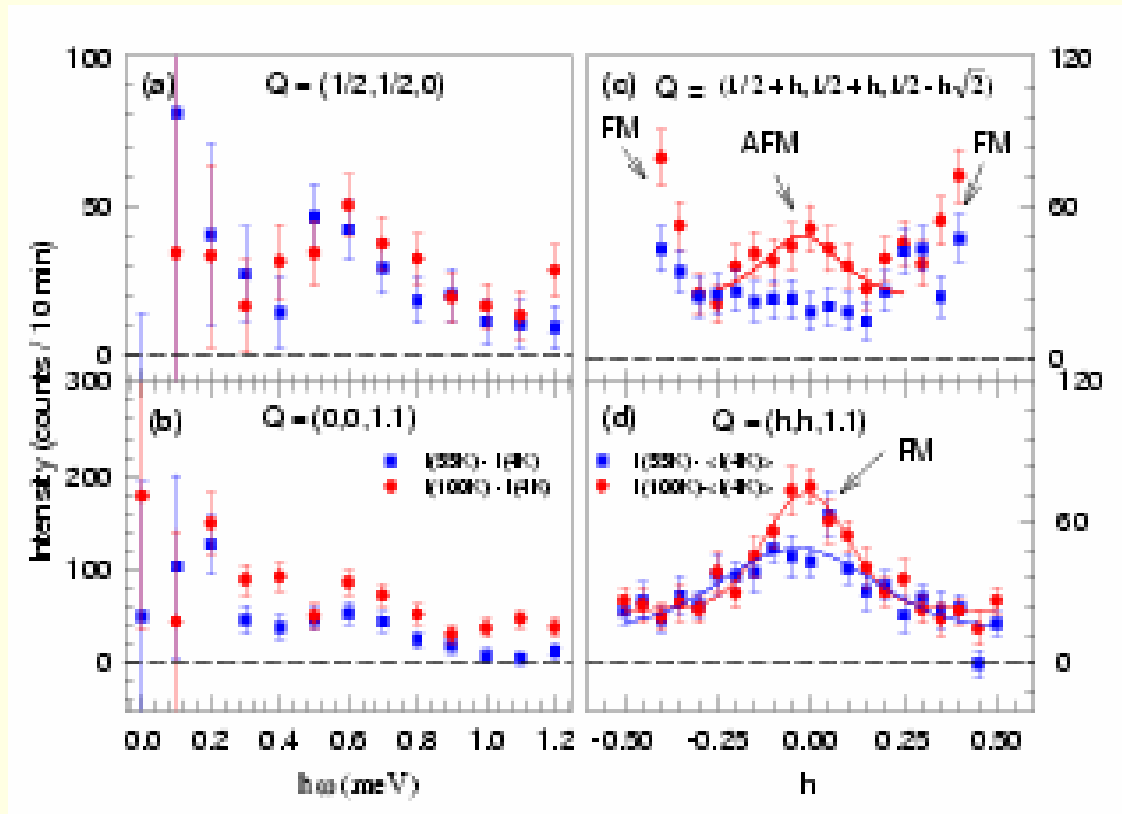 Intensity (counts / 10 min)
100
50
0
(a)
Q = (1/2,1/2,0)
300
200
100
0
(b)
Q = (0,0,1.1)
I(55K) - I(4K)
I(100K) - I(4K)
0.0 0.2 0.4 0.6 0.8 1.0 1.2
ħω (meV)
(c)
Q = (1/2+h,1/2+h,1/2-h√2)
FM
AFM
FM
120
60
0
(d)
Q = (h,h,1.1)
I(55K) - <I(4K)>
I(100K)-<I(4K)>
FM
120
60
0
-0.50 -0.25 0.00 0.25 0.50
h